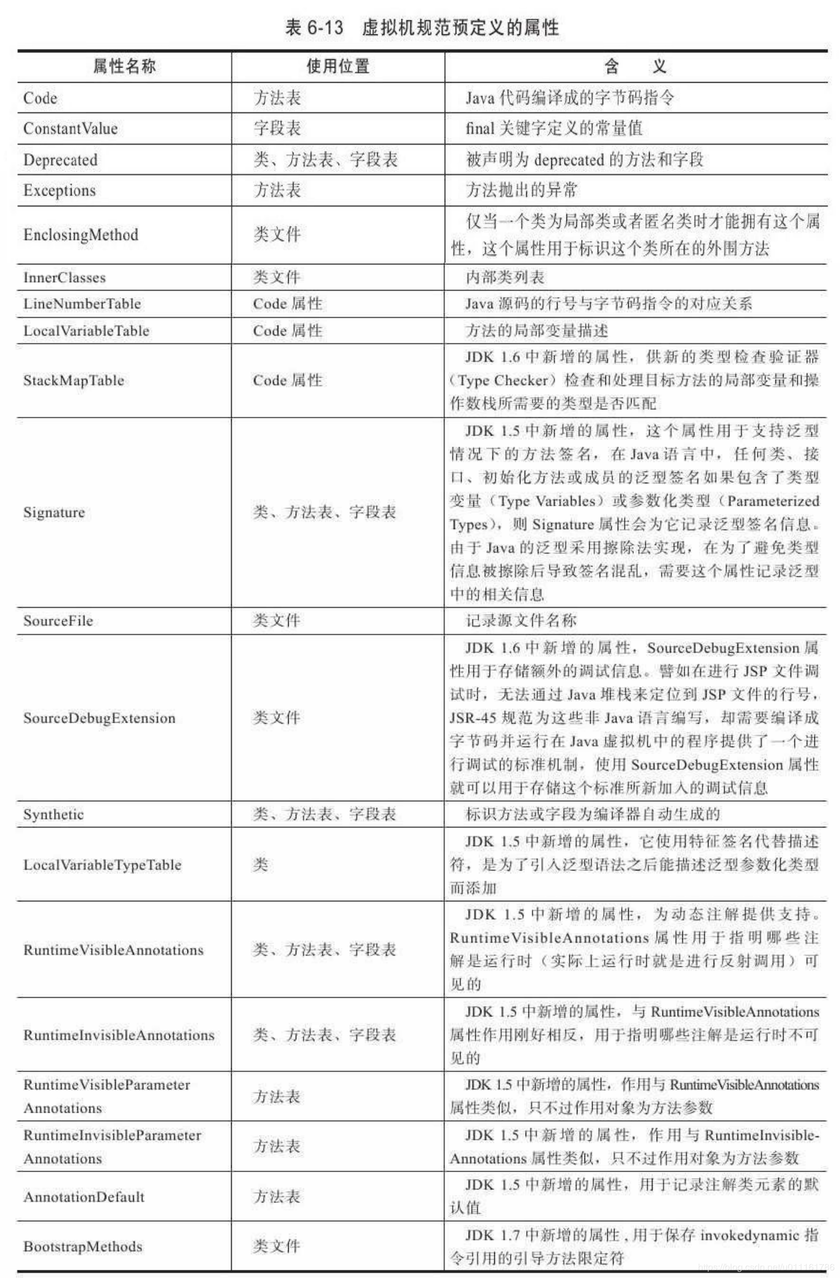 表 6-13 虚拟机规范预定义的属性
属性名称 使用位置 含 义
Code 方法表 Java 代码编译成的字节码指令
ConstantValue 字段表 final 关键字定义的常量值
Deprecated 类、方法表、字段表 被声明为 deprecated 的方法和字段
Exceptions 方法表 方法抛出的异常
EnclosingMethod 类文件 仅当一个类为局部类或者匿名类时才能拥有这个属
性，这个属性用于标识这个类所在的外围方法
InnerClasses 类文件 内部类列表
LineNumberTable Code 属性 Java 源码的行号与字节码指令的对应关系
LocalVariableTable Code 属性 方法的局部变量描述
StackMapTable Code 属性 JDK 1.6 中新增的属性，供新的类型检查验证器
（Type Checker）检查和处理目标方法的局部变量和操
作数栈所需要的类型是否匹配
Signature 类、方法表、字段表 JDK 1.5 中新增的属性，这个属性用于支持泛型
情况下的方法签名，在 Java 语言中，任何类、接
口、初始化方法或成员的泛型签名如果包含了类型
变量（Type Variables）或参数化类型（Parameterized
Types），则 Signature 属性会为它记录泛型签名信息。
由于 Java 的泛型采用擦除法实现，在为了避免类型
信息被擦除后导致签名混乱，需要这个属性记录泛型
中的相关信息
SourceFile 类文件 记录源文件名称
SourceDebugExtension 类文件 JDK 1.6 中新增的属性，SourceDebugExtension 属
性用于存储额外的调试信息。譬如在进行 JSP 文件调
试时，无法通过 Java 堆栈来定位到 JSP 文件的行号，
JSR-45 规范为这些非 Java 语言编写，却需要编译成
字节码并运行在 Java 虚拟机中的程序提供了一个进
行调试的标准机制，使用 SourceDebugExtension 属性
就可以用于存储这个标准所新加入的调试信息
Synthetic 类、方法表、字段表 标识方法或字段为编译器自动生成的
LocalVariableTypeTable 类 JDK 1.5 中新增的属性，它使用特征签名代替描述
符，是为了引入泛型语法之后能描述泛型参数化类型
而添加
RuntimeVisibleAnnotations 类、方法表、字段表 JDK 1.5 中新增的属性，为动态注解提供支持。
RuntimeVisibleAnnotations 属性用于指明哪些注
解是运行时（实际上运行时就是进行反射调用）可
见的
RuntimeInvisibleAnnotations 类、方法表、字段表 JDK 1.5 中新增的属性，与 RuntimeVisibleAnnotations
属性作用刚好相反，用于指明哪些注解是运行时不可
见的
RuntimeVisibleParameter
Annotations 方法表 JDK 1.5 中新增的属性，作用与 RuntimeVisibleAnnotations
属性类似，只不过作用对象为方法参数
RuntimeInvisibleParameter
Annotations 方法表 JDK 1.5 中新增的属性，作用与 RuntimeInvisible-
Annotations 属性类似，只不过作用对象为方法参数
AnnotationDefault 方法表 JDK 1.5 中新增的属性，用于记录注解类元素的默
认值
BootstrapMethods 类文件 JDK 1.7 中新增的属性，用于保存 invokedynamic 指
令引用的引导方法限定符